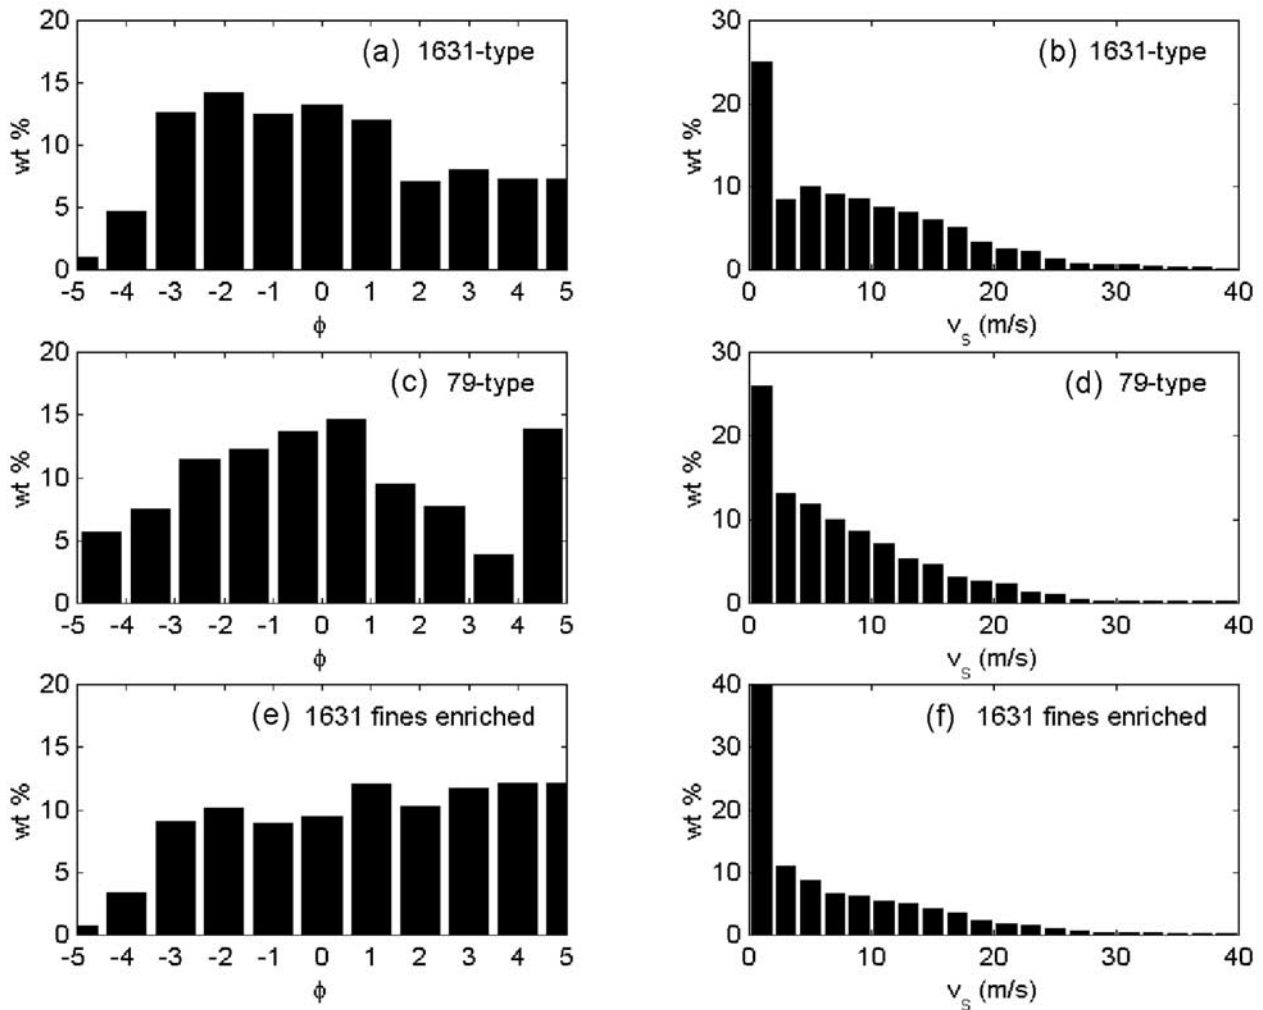 20
15
10
5
0
wt %
(a) 1631-type
-5 -4 -3 -2 -1 0 1 2 3 4 5
ϕ
30
20
10
0
wt %
(b) 1631-type
0 10 20 30 40
v_s (m/s)
20
15
10
5
0
wt %
(c) 79-type
-5 -4 -3 -2 -1 0 1 2 3 4 5
ϕ
30
20
10
0
wt %
(d) 79-type
0 10 20 30 40
v_s (m/s)
20
15
10
5
0
wt %
(e) 1631 fines enriched
-5 -4 -3 -2 -1 0 1 2 3 4 5
ϕ
40
30
20
10
0
wt %
(f) 1631 fines enriched
0 10 20 30 40
v_s (m/s)